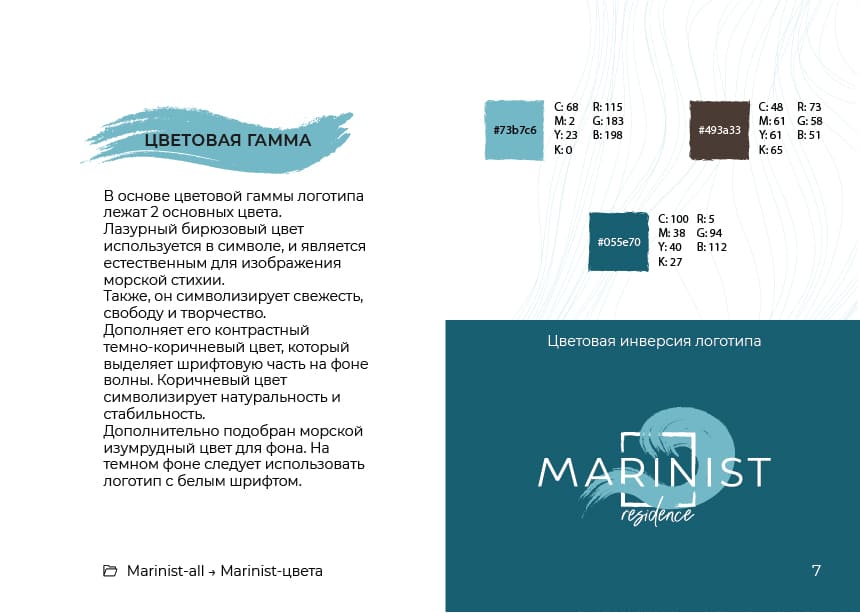 ЦВЕТОВАЯ ГАММА
В основе цветовой гаммы логотипа
лежат 2 основных цвета.
Лазурный бирюзовый цвет
используется в символе, и является
естественным для изображения
морской стихии.
Также, он символизирует свежесть,
свободу и творчество.
Дополняет его контрастный
темно-коричневый цвет, который
выделяет шрифтовую часть на фоне
волны. Коричневый цвет
символизирует натуральность и
стабильность.
Дополнительно подобран морской
изумрудный цвет для фона. На
темном фоне следует использовать
логотип с белым шрифтом.
Marinist-all → Marinist-цвета
#73b7c6
C: 68 R: 115
M: 2 G: 183
Y: 23 B: 198
K: 0
#493a33
C: 48 R: 73
M: 61 G: 58
Y: 61 B: 51
K: 65
#055e70
C: 100 R: 5
M: 38 G: 94
Y: 40 B: 112
K: 27
Цветовая инверсия логотипа
MARINIST
residence
7